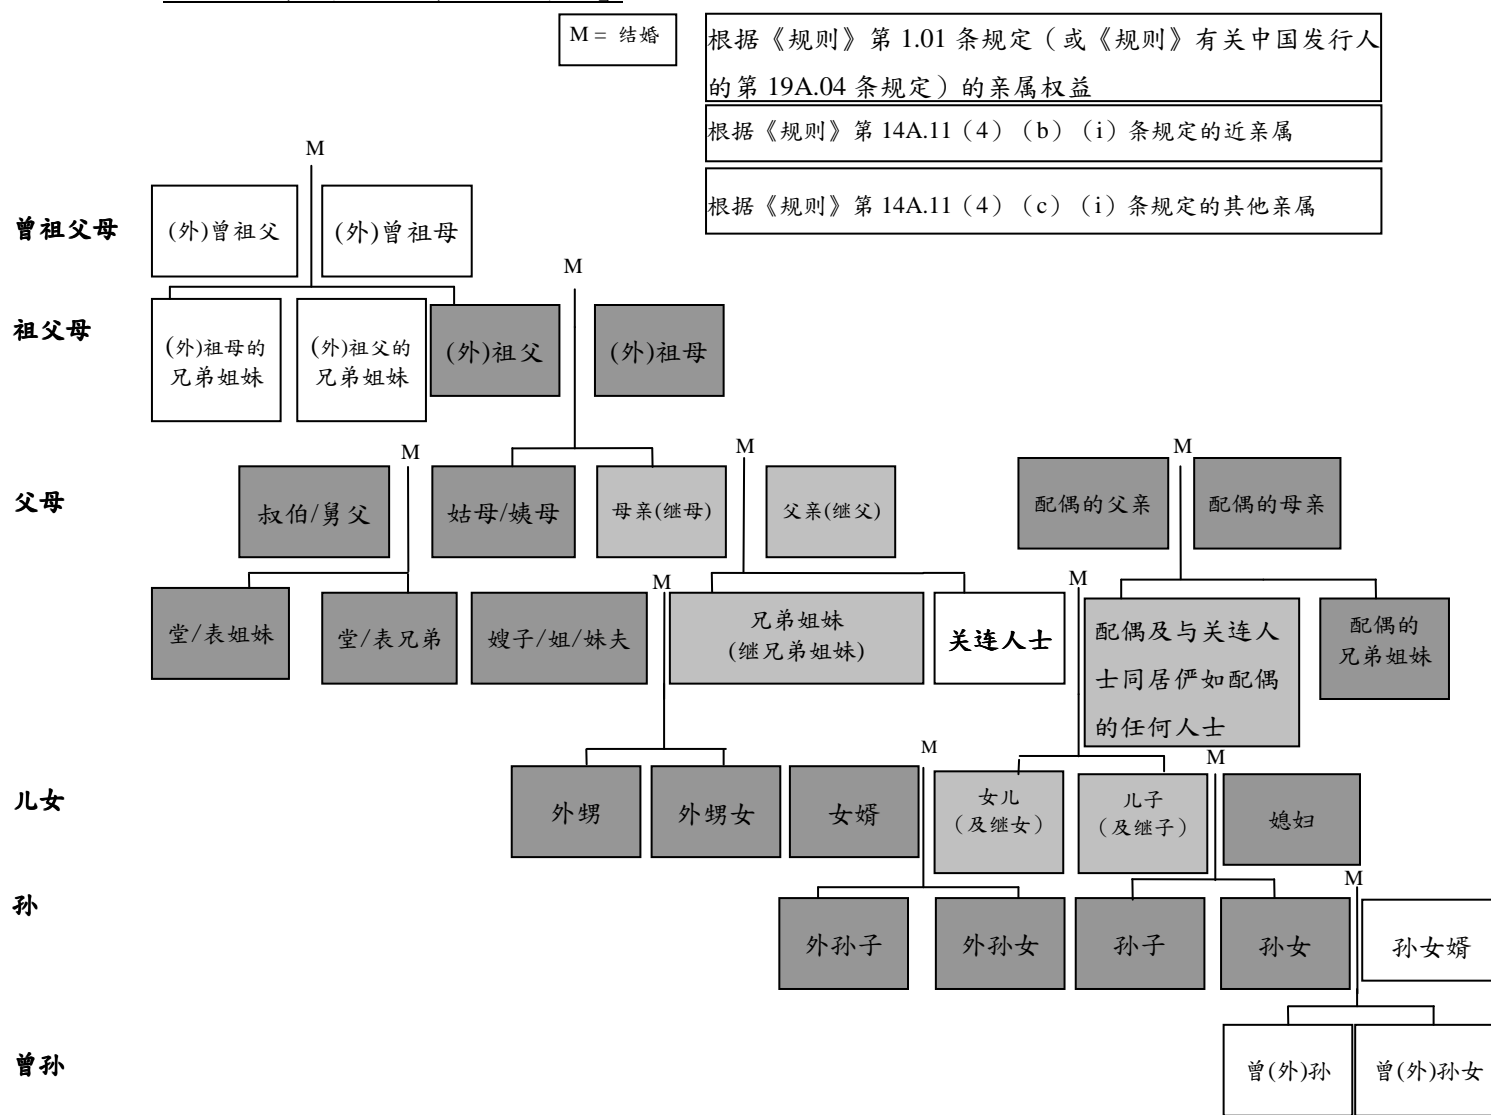 M = 结婚
根据《规则》第 1.01 条规定（或《规则》有关中国发行人
的第 19A.04 条规定）的亲属权益
根据《规则》第 14A.11（4）（b）（i）条规定的近亲属
根据《规则》第 14A.11（4）（c）（i）条规定的其他亲属
M
曾祖父母
(外)曾祖父
(外)曾祖母
M
祖父母
(外)祖母的
兄弟姐妹
(外)祖父的
兄弟姐妹
(外)祖父
(外)祖母
M
M
M
父母
叔伯/舅父
姑母/姨母
母亲(继母)
父亲(继父)
配偶的父亲
配偶的母亲
M
M
堂/表姐妹
堂/表兄弟
嫂子/姐/妹夫
兄弟姐妹
(继兄弟姐妹)
关连人士
配偶及与关连人
士同居俨如配偶
的任何人士
配偶的
兄弟姐妹
M
M
儿女
外甥
外甥女
女婿
女儿
（及继女）
儿子
（及继子）
媳妇
M
孙
外孙子
外孙女
孙子
孙女
孙女婿
曾孙
曾(外)孙
曾(外)孙女